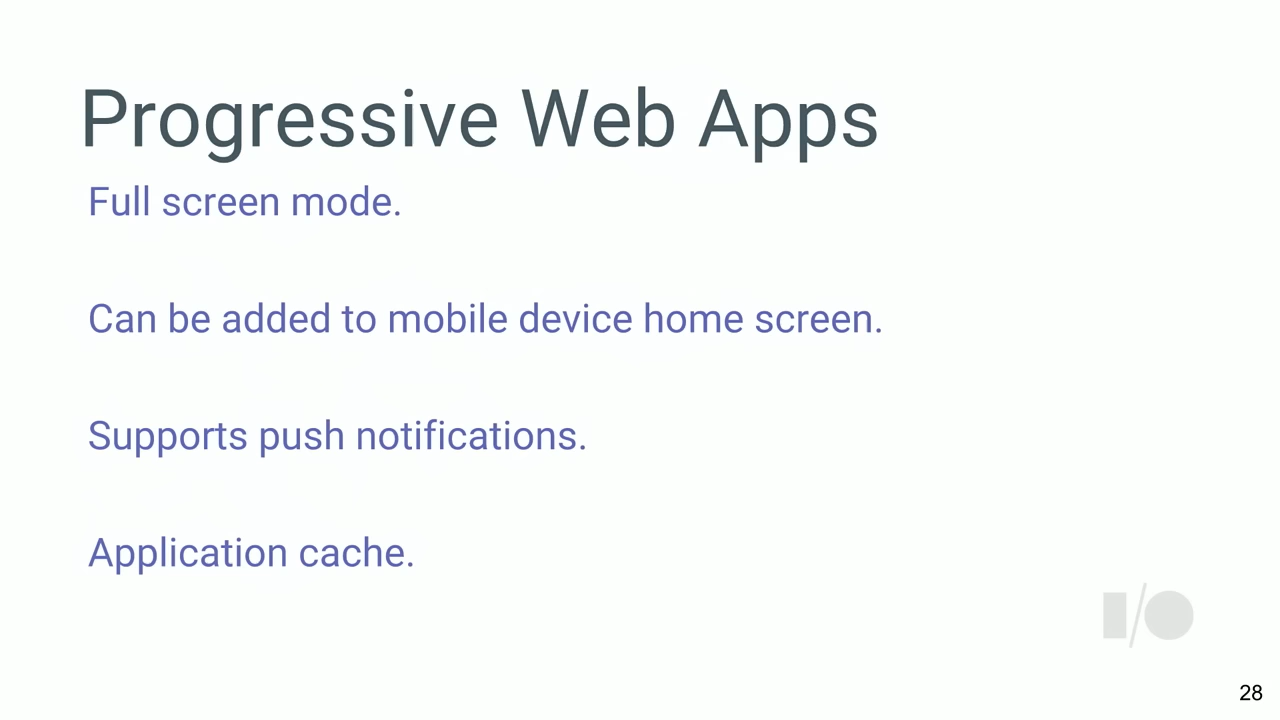 Progressive Web Apps
Full screen mode.
Can be added to mobile device home screen.
Supports push notifications.
Application cache.
I/O
28